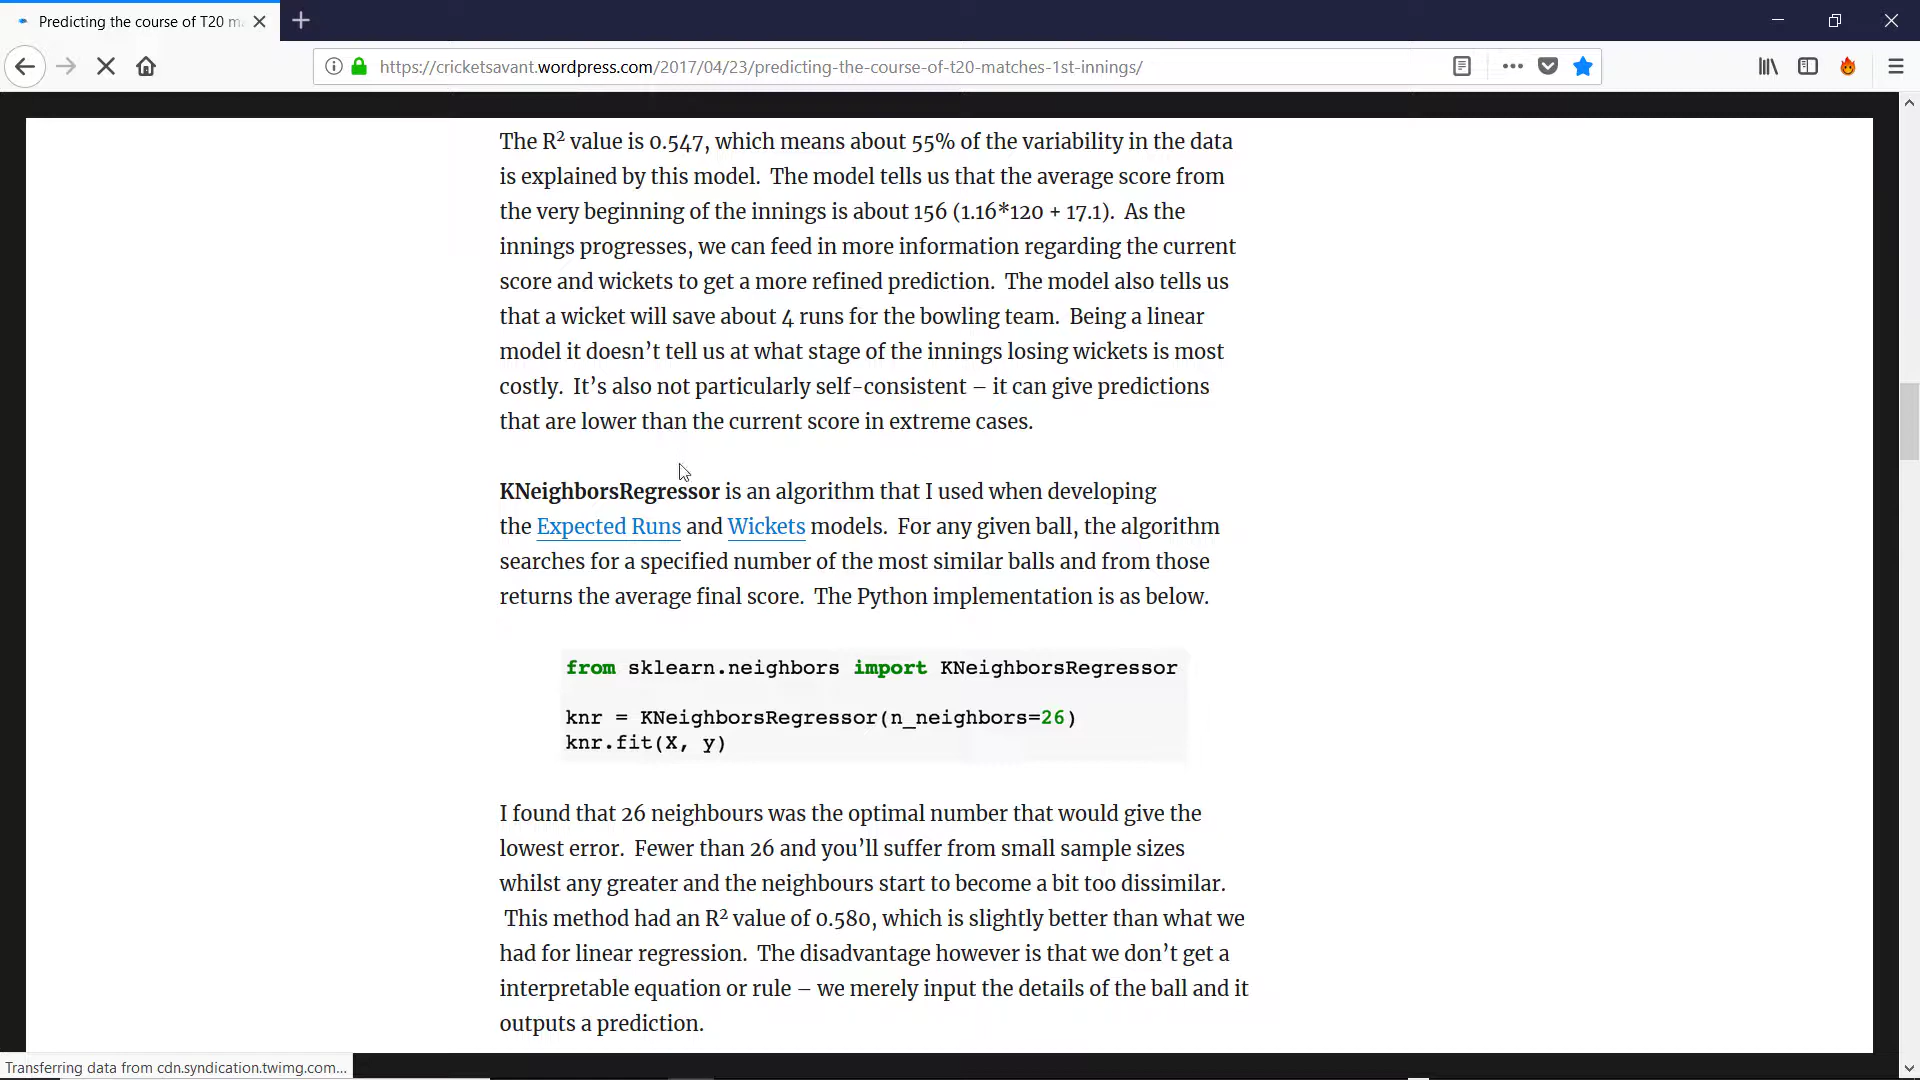 Predicting the course of T20 ma
https://cricketsavant.wordpress.com/2017/04/23/predicting-the-course-of-t20-matches-1st-innings/
The R² value is 0.547, which means about 55% of the variability in the data
is explained by this model.  The model tells us that the average score from
the very beginning of the innings is about 156 (1.16*120 + 17.1).  As the
innings progresses, we can feed in more information regarding the current
score and wickets to get a more refined prediction.  The model also tells us
that a wicket will save about 4 runs for the bowling team.  Being a linear
model it doesn’t tell us at what stage of the innings losing wickets is most
costly.  It’s also not particularly self-consistent – it can give predictions
that are lower than the current score in extreme cases.
KNeighborsRegressor is an algorithm that I used when developing
the Expected Runs and Wickets models.  For any given ball, the algorithm
searches for a specified number of the most similar balls and from those
returns the average final score.  The Python implementation is as below.
from sklearn.neighbors import KNeighborsRegressor
knr = KNeighborsRegressor(n_neighbors=26)
knr.fit(X, y)
I found that 26 neighbours was the optimal number that would give the
lowest error.  Fewer than 26 and you’ll suffer from small sample sizes
whilst any greater and the neighbours start to become a bit too dissimilar.
This method had an R² value of 0.580, which is slightly better than what we
had for linear regression.  The disadvantage however is that we don’t get a
interpretable equation or rule – we merely input the details of the ball and it
outputs a prediction.
Transferring data from cdn.syndication.twimg.com...